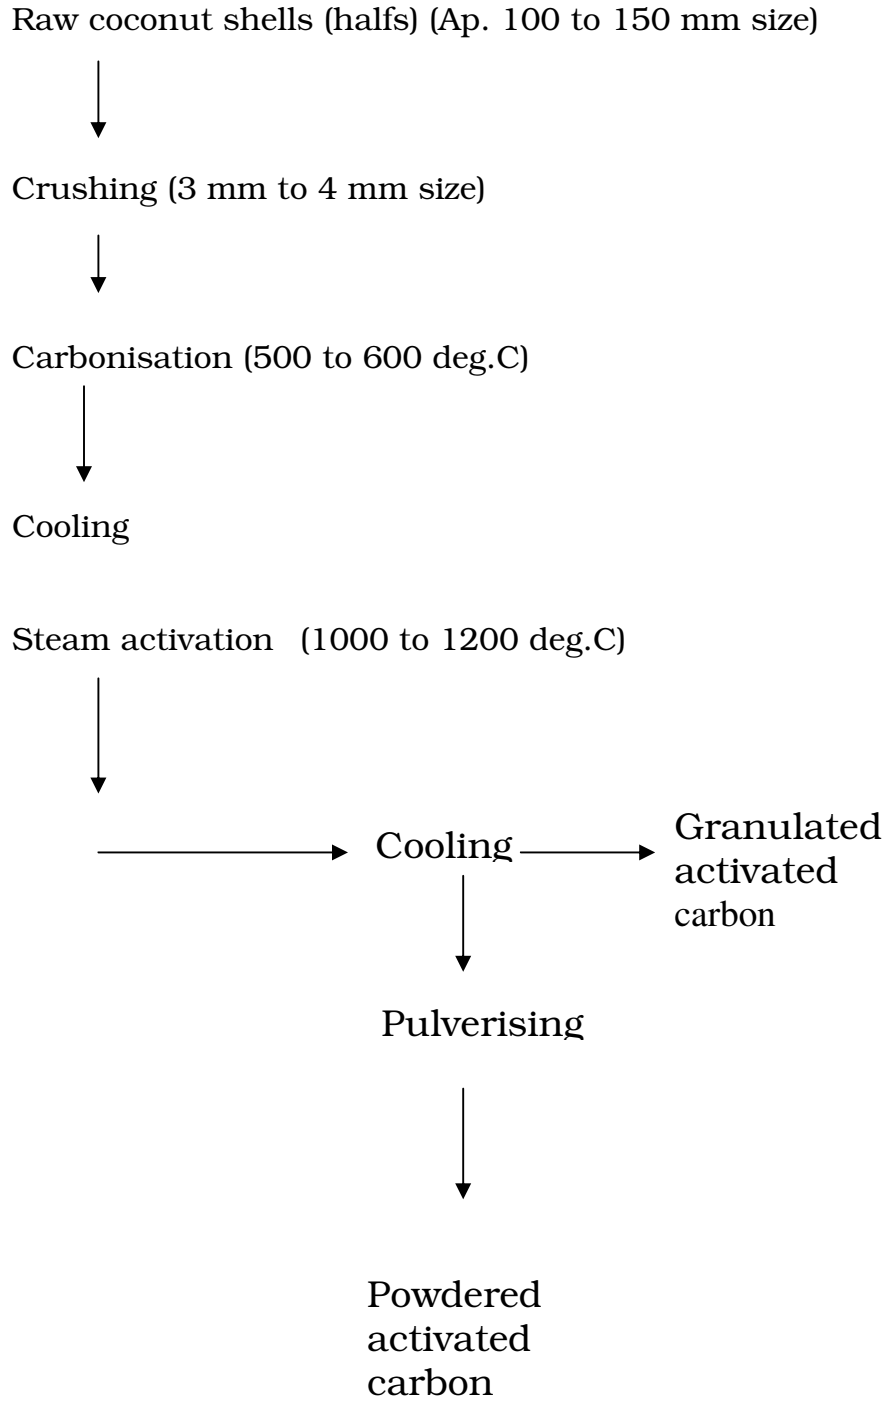 Raw coconut shells (halfs) (Ap. 100 to 150 mm size)
Crushing (3 mm to 4 mm size)
Carbonisation (500 to 600 deg.C)
Cooling
Steam activation (1000 to 1200 deg.C)
Cooling
Granulated
activated
carbon
Pulverising
Powdered
activated
carbon